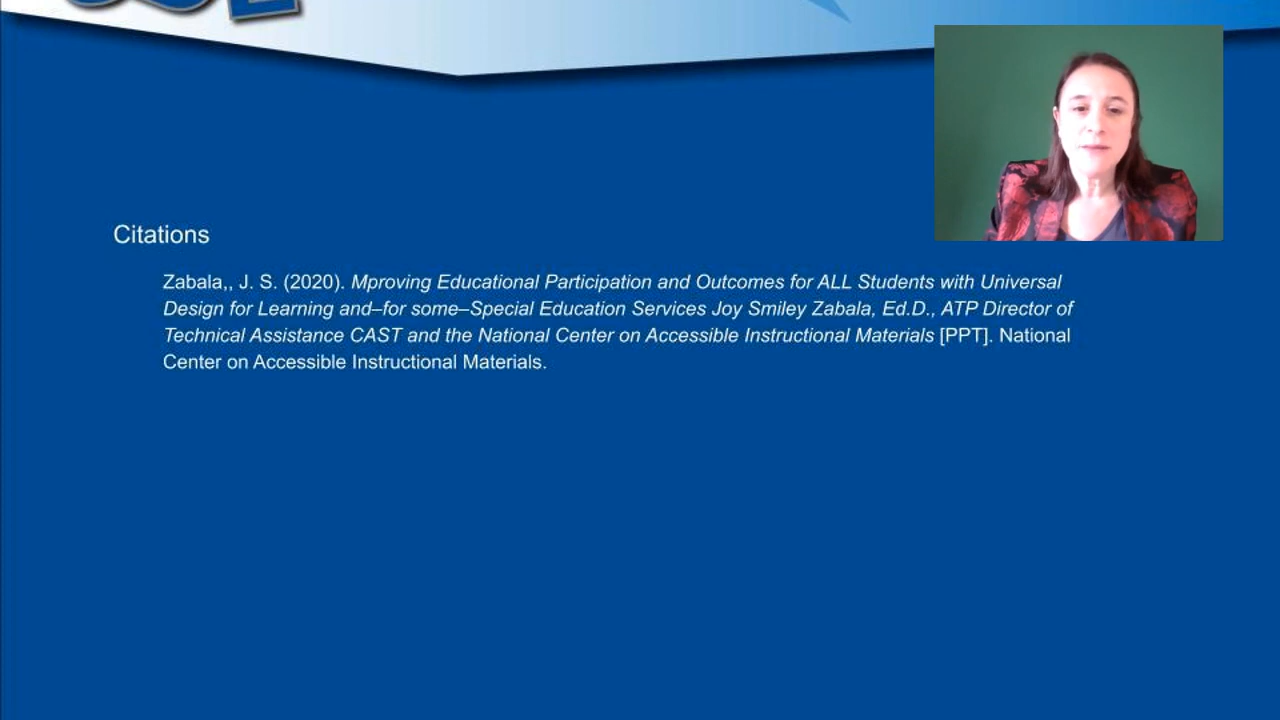 Citations
Zabala,, J. S. (2020). Mproving Educational Participation and Outcomes for ALL Students with Universal
Design for Learning and–for some–Special Education Services Joy Smiley Zabala, Ed.D., ATP Director of
Technical Assistance CAST and the National Center on Accessible Instructional Materials [PPT]. National
Center on Accessible Instructional Materials.